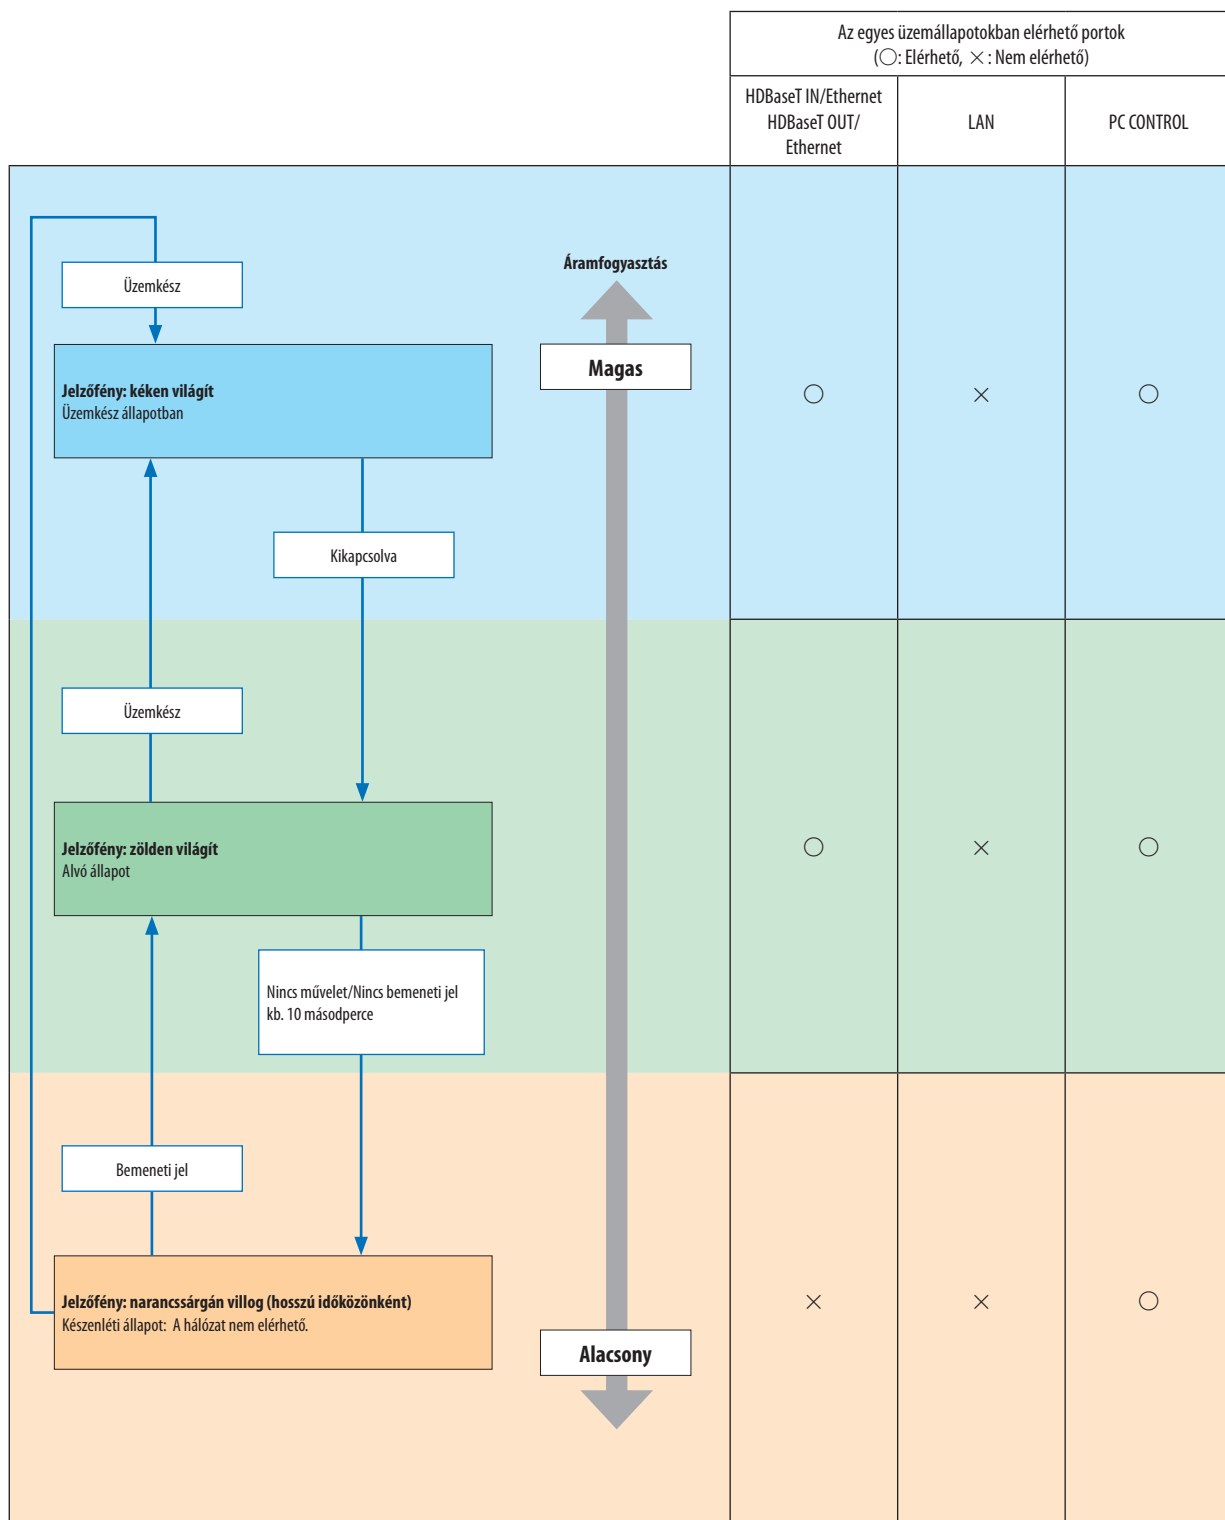 Az egyes üzemállapotokban elérhető portok
(○: Elérhető, ×: Nem elérhető)
HDBaseT IN/Ethernet
HDBaseT OUT/
Ethernet
LAN
PC CONTROL
Üzemkész
Áramfogyasztás
Magas
Jelzőfény: kéken világít
Üzemkész állapotban
○ × ○
Kikapcsolva
Üzemkész
Jelzőfény: zölden világít
Alvó állapot
○ × ○
Nincs művelet/Nincs bemeneti jel
kb. 10 másodperce
Bemeneti jel
Jelzőfény: narancssárgán villog (hosszú időközönként)
Készenléti állapot: A hálózat nem elérhető.
× × ○
Alacsony